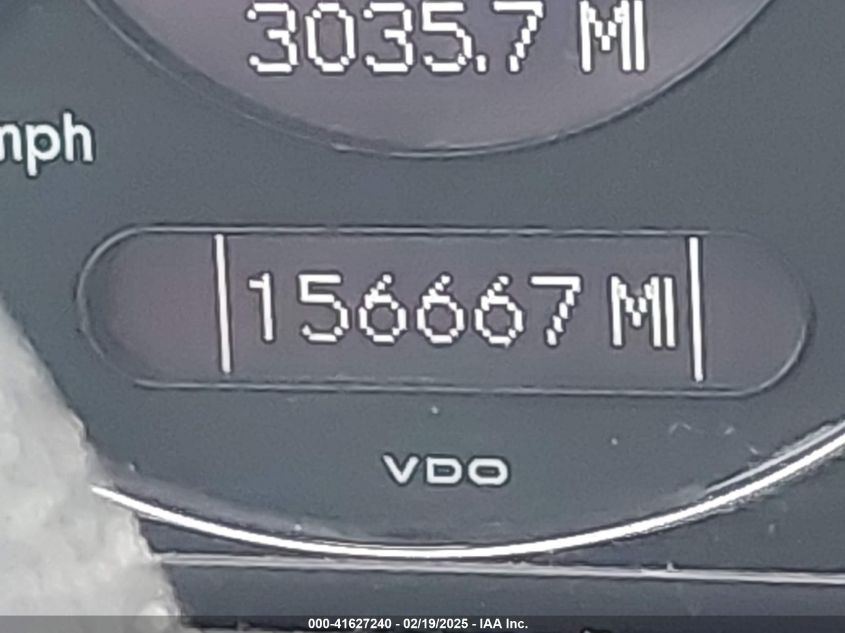 3035.7 MI
mph
156667 MI
VDO
000-41627240 - 02/19/2025 - IAA Inc.